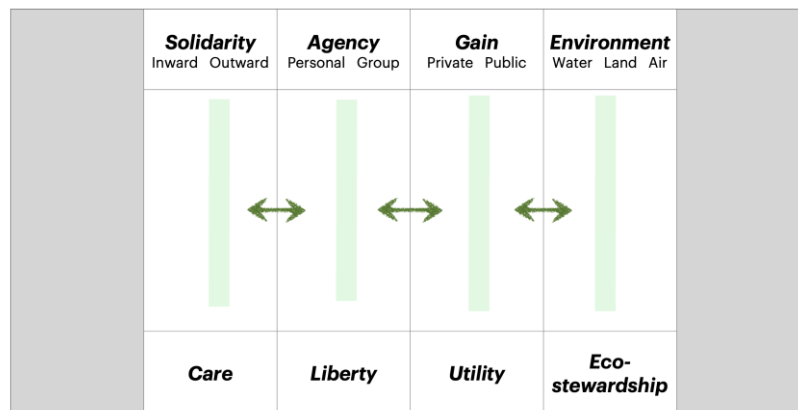 Solidarity Agency Gain Environment
Inward Outward Personal Group Private Public Water Land Air
Care Liberty Utility Eco-
stewardship